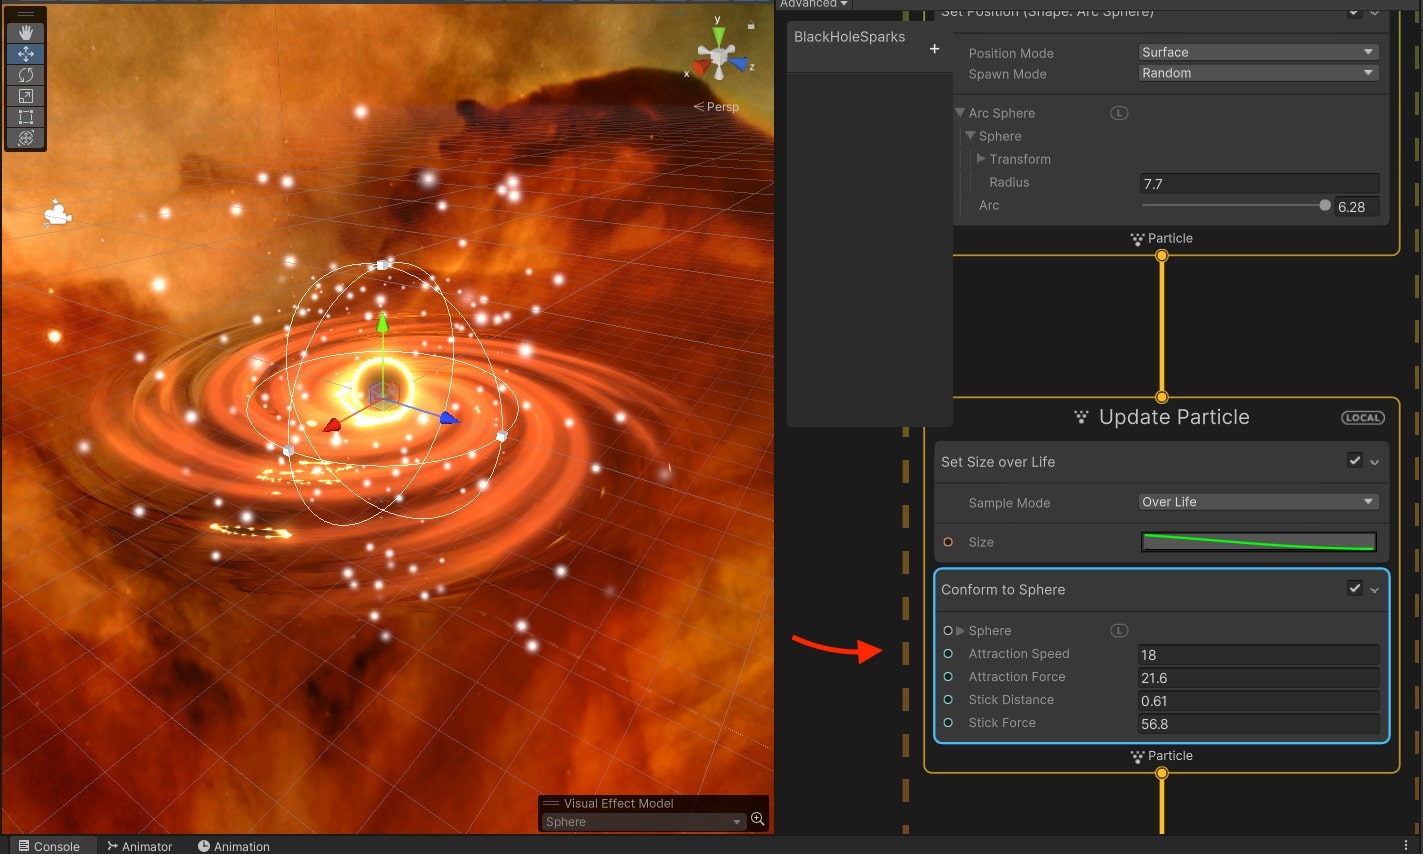 y
x
z
Persp
Visual Effect Model
Sphere
Console
Animator
Animation
Advanced
BlackHoleSparks
+
Set Position (Shape: Arc Sphere)
Position Mode Surface
Spawn Mode Random
Arc Sphere L
Sphere
Transform
Radius 7.7
Arc 6.28
Particle
Update Particle LOCAL
Set Size over Life
Sample Mode Over Life
Size
Conform to Sphere
Sphere L
Attraction Speed 18
Attraction Force 21.6
Stick Distance 0.61
Stick Force 56.8
Particle